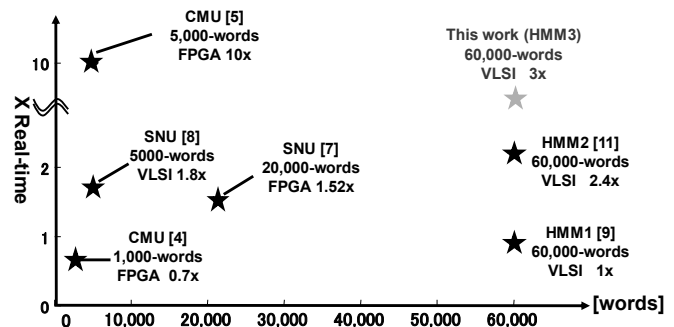 CMU [5]
5,000-words
FPGA 10x
This work (HMM3)
60,000-words
VLSI 3x
10
X Real-time
SNU [8]
5000-words
VLSI 1.8x
SNU [7]
20,000-words
FPGA 1.52x
HMM2 [11]
60,000-words
VLSI 2.4x
2
CMU [4]
1,000-words
FPGA 0.7x
HMM1 [9]
60,000-words
VLSI 1x
1
0
[words]
0 10,000 20,000 30,000 40,000 50,000 60,000